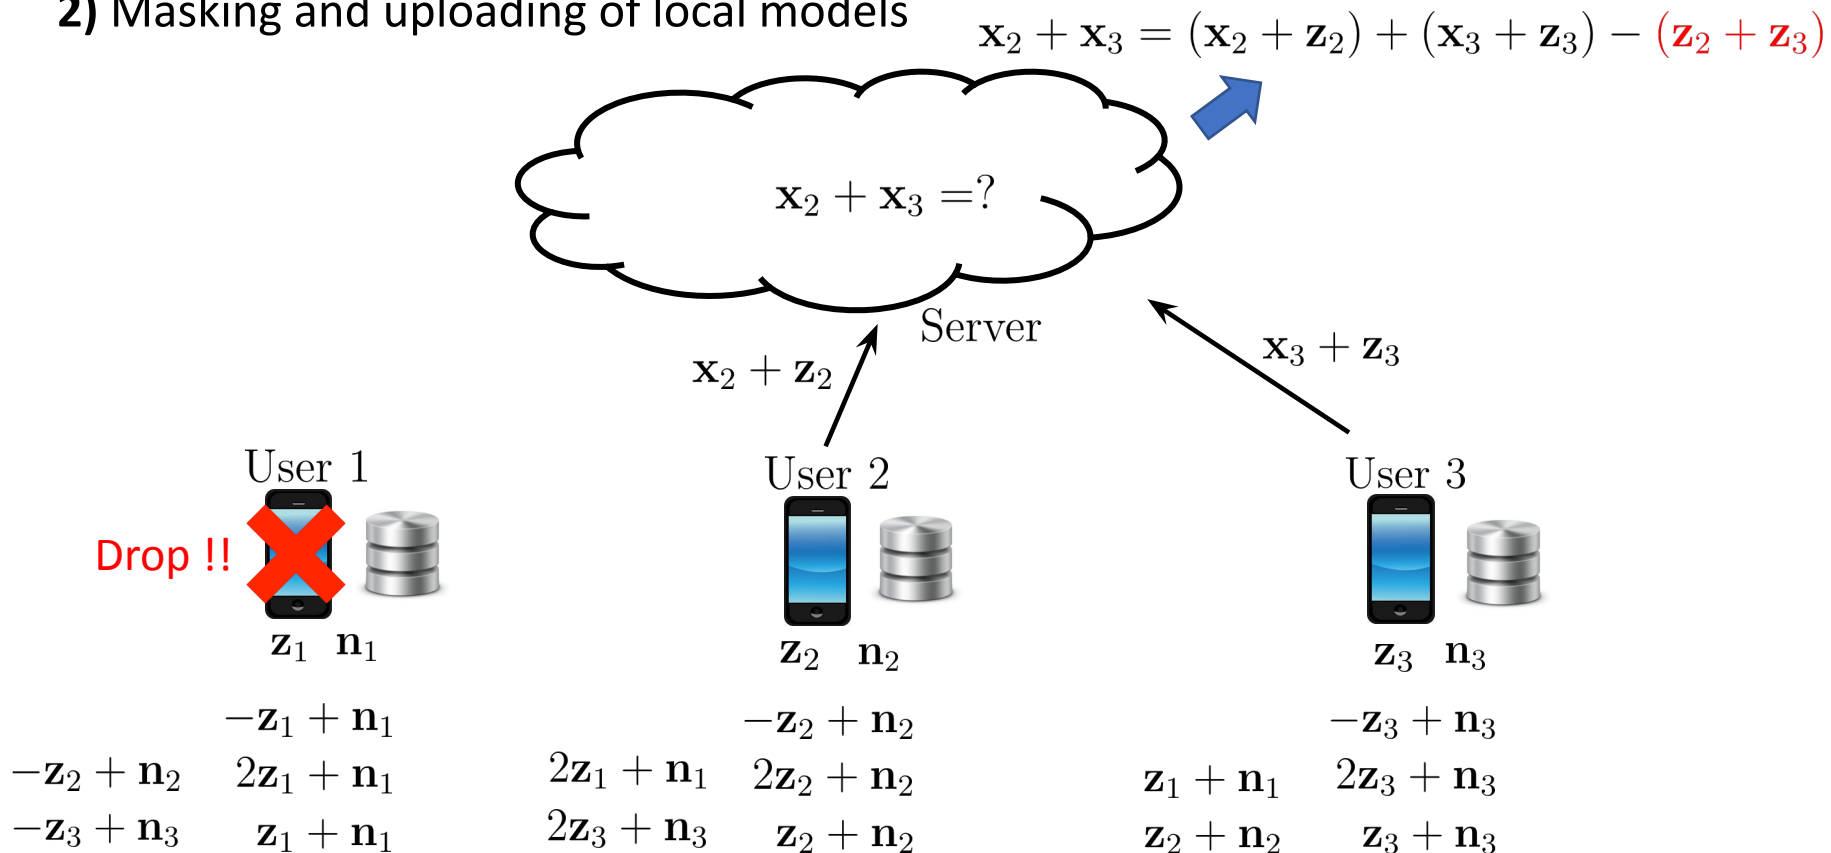 2) Masking and uploading of local models
x₂ + x₃ = (x₂ + z₂) + (x₃ + z₃) − (z₂ + z₃)
x₂ + x₃ =?
Server
x₂ + z₂
x₃ + z₃
User 1
User 2
User 3
Drop !!
z₁ n₁
z₂ n₂
z₃ n₃
−z₁ + n₁
−z₂ + n₂
−z₃ + n₃
−z₂ + n₂ 2z₁ + n₁
2z₁ + n₁ 2z₂ + n₂
z₁ + n₁ 2z₃ + n₃
−z₃ + n₃ z₁ + n₁
2z₃ + n₃ z₂ + n₂
z₂ + n₂ z₃ + n₃